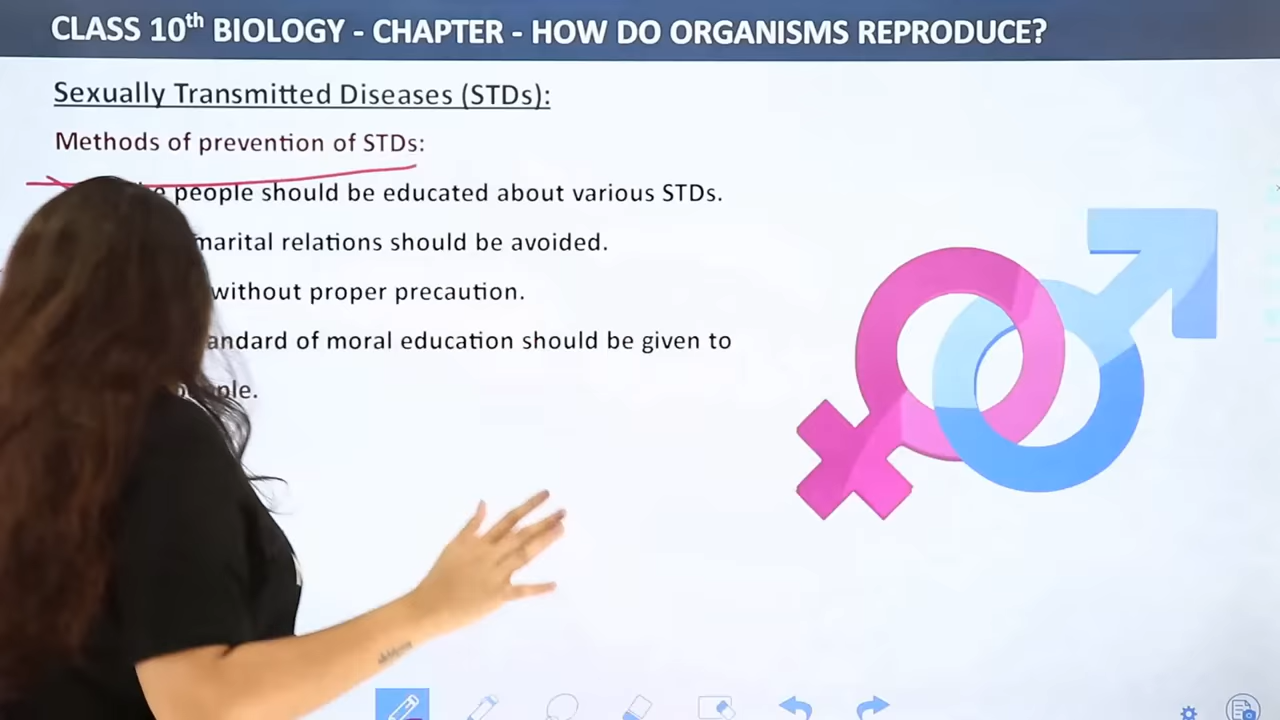 CLASS 10th BIOLOGY - CHAPTER - HOW DO ORGANISMS REPRODUCE?
Sexually Transmitted Diseases (STDs):
Methods of prevention of STDs:
people should be educated about various STDs.
marital relations should be avoided.
without proper precaution.
of moral education should be given to